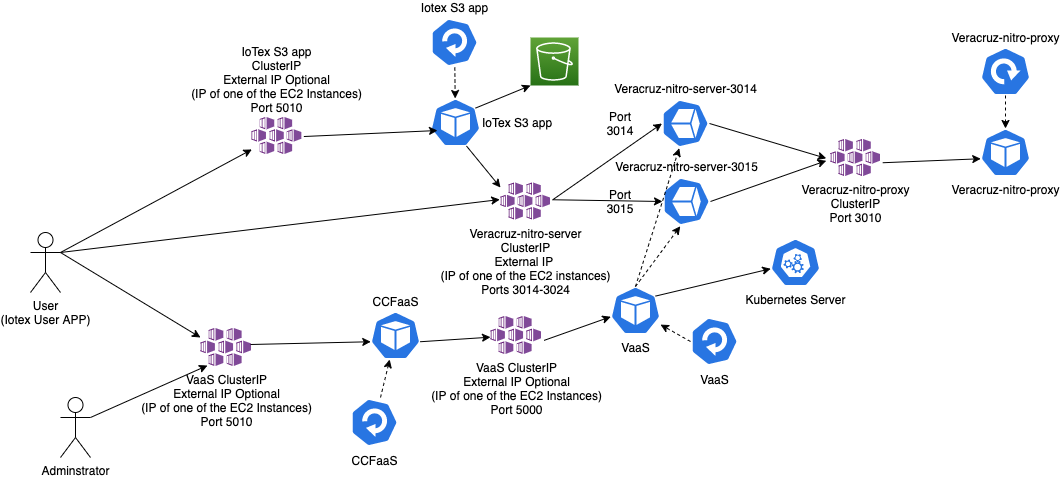 Iotex S3 app
IoTex S3 app
ClusterIP
External IP Optional
(IP of one of the EC2 Instances)
Port 5010
IoTex S3 app
Veracruz-nitro-server-3014
Port
3014
Veracruz-nitro-server-3015
Port
3015
Veracruz-nitro-proxy
Veracruz-nitro-proxy
ClusterIP
Port 3010
Veracruz-nitro-proxy
Veracruz-nitro-server
ClusterIP
External IP
(IP of one of the EC2 instances)
Ports 3014-3024
User
(Iotex User APP)
CCFaaS
Kubernetes Server
VaaS
VaaS
VaaS ClusterIP
External IP Optional
(IP of one of the EC2 Instances)
Port 5010
VaaS ClusterIP
External IP Optional
(IP of one of the EC2 Instances)
Port 5000
CCFaaS
Adminstrator